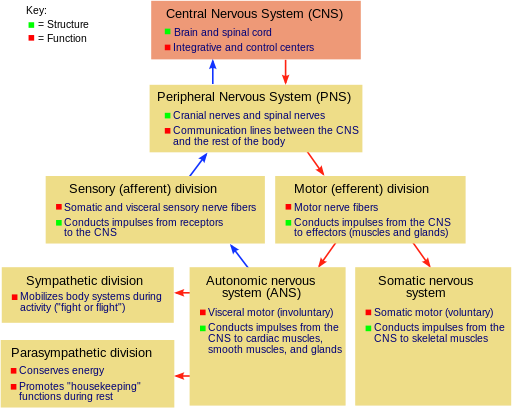 Key:
= Structure
= Function
Central Nervous System (CNS)
Brain and spinal cord
Integrative and control centers
Peripheral Nervous System (PNS)
Cranial nerves and spinal nerves
Communication lines between the CNS
and the rest of the body
Sensory (afferent) division
Somatic and visceral sensory nerve fibers
Conducts impulses from receptors
to the CNS
Motor (efferent) division
Motor nerve fibers
Conducts impulses from the CNS
to effectors (muscles and glands)
Sympathetic division
Mobilizes body systems during
activity ("fight or flight")
Autonomic nervous
system (ANS)
Visceral motor (involuntary)
Conducts impulses from the
CNS to cardiac muscles,
smooth muscles, and glands
Somatic nervous
system
Somatic motor (voluntary)
Conducts impulses from the
CNS to skeletal muscles
Parasympathetic division
Conserves energy
Promotes "housekeeping"
functions during rest